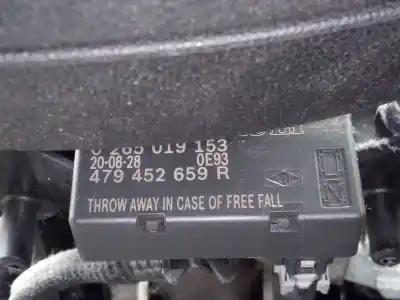 0 265 019 153
20-08-28 0E93
479 452 659 R
THROW AWAY IN CASE OF FREE FALL